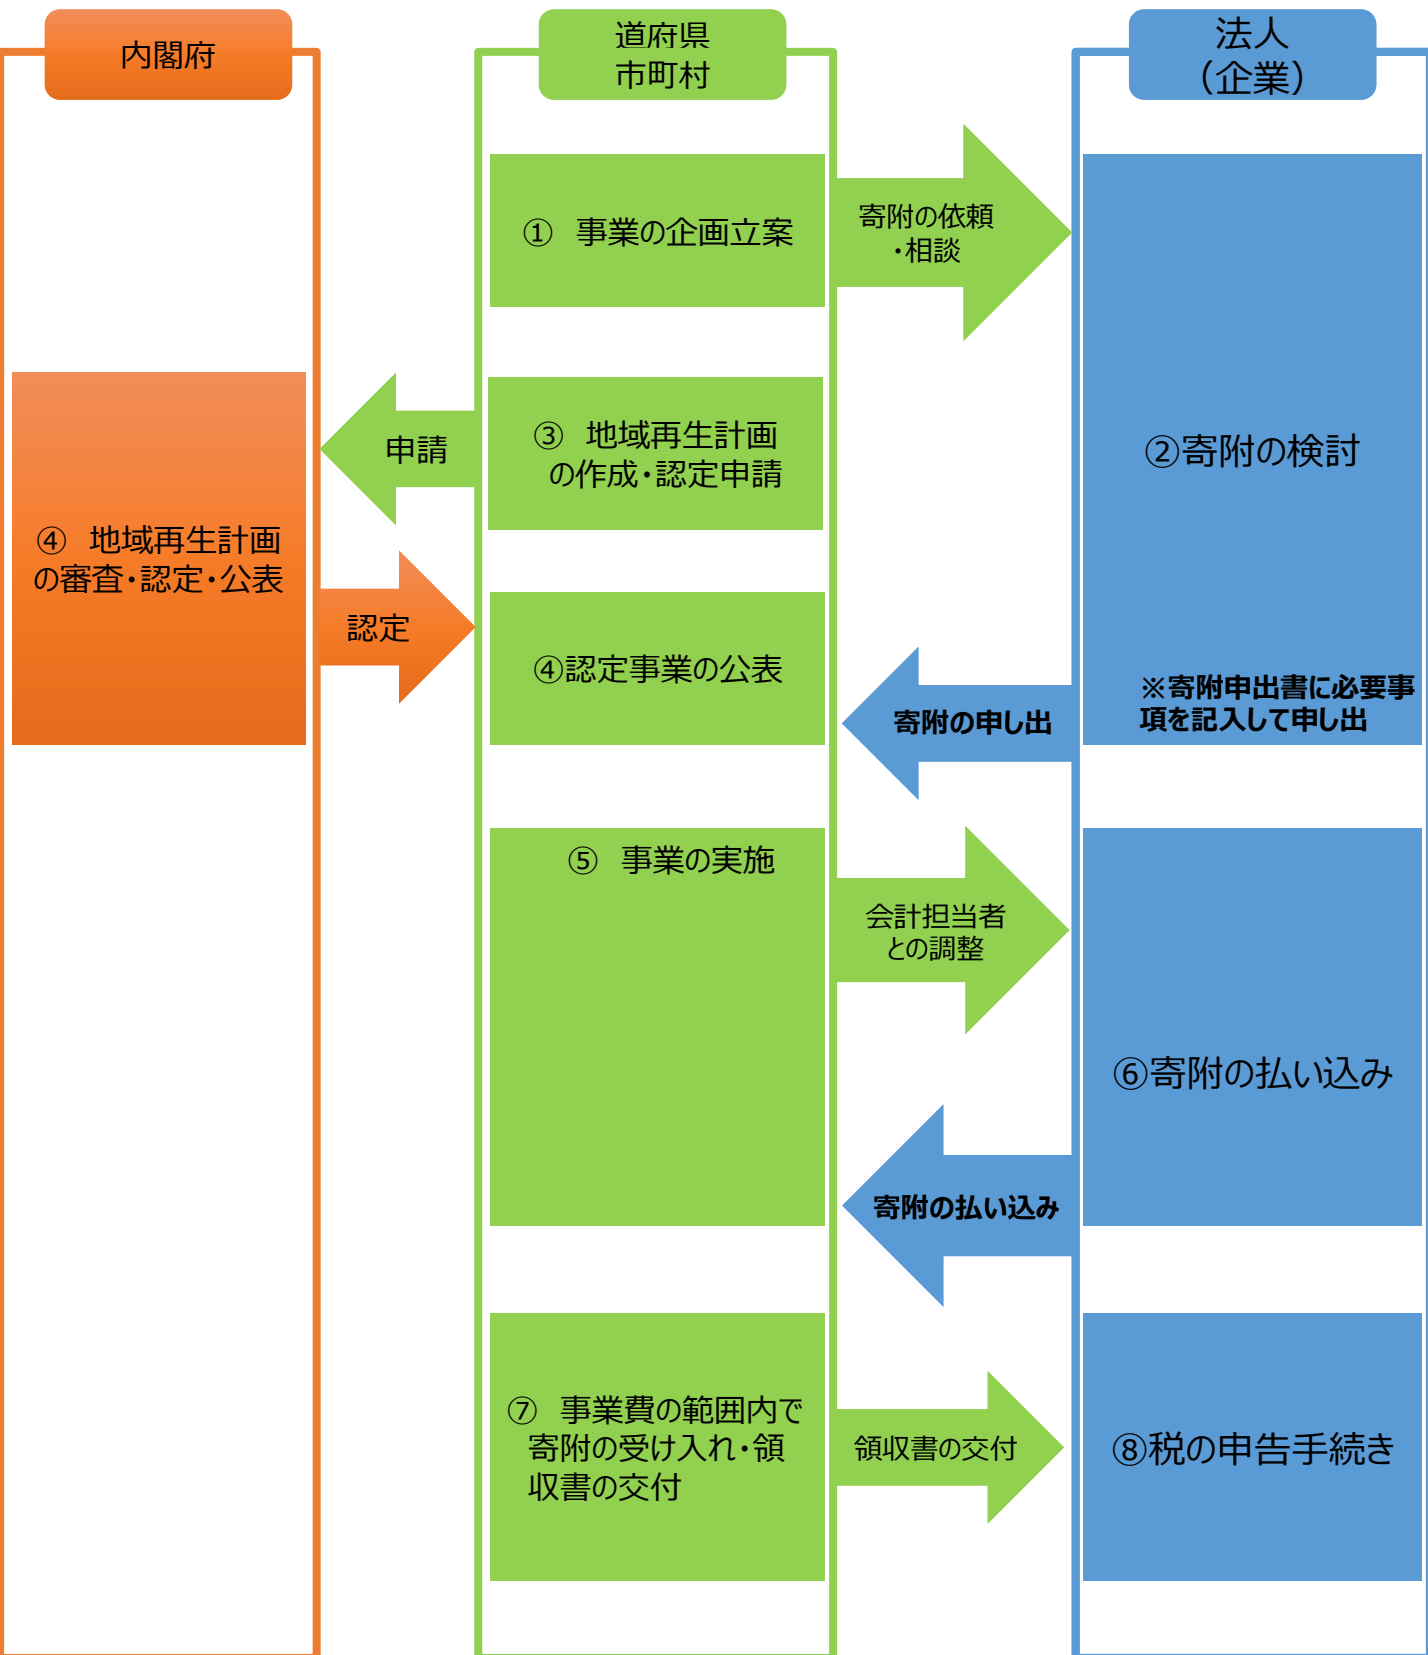 内閣府
道府県
市町村
法人
（企業）
① 事業の企画立案
寄附の依頼
・相談
②寄附の検討
※寄附申出書に必要事
項を記入して申し出
③ 地域再生計画
の作成・認定申請
申請
④ 地域再生計画
の審査・認定・公表
認定
④認定事業の公表
寄附の申し出
⑤ 事業の実施
会計担当者
との調整
⑥寄附の払い込み
寄附の払い込み
⑦ 事業費の範囲内で
寄附の受け入れ・領
収書の交付
領収書の交付
⑧税の申告手続き